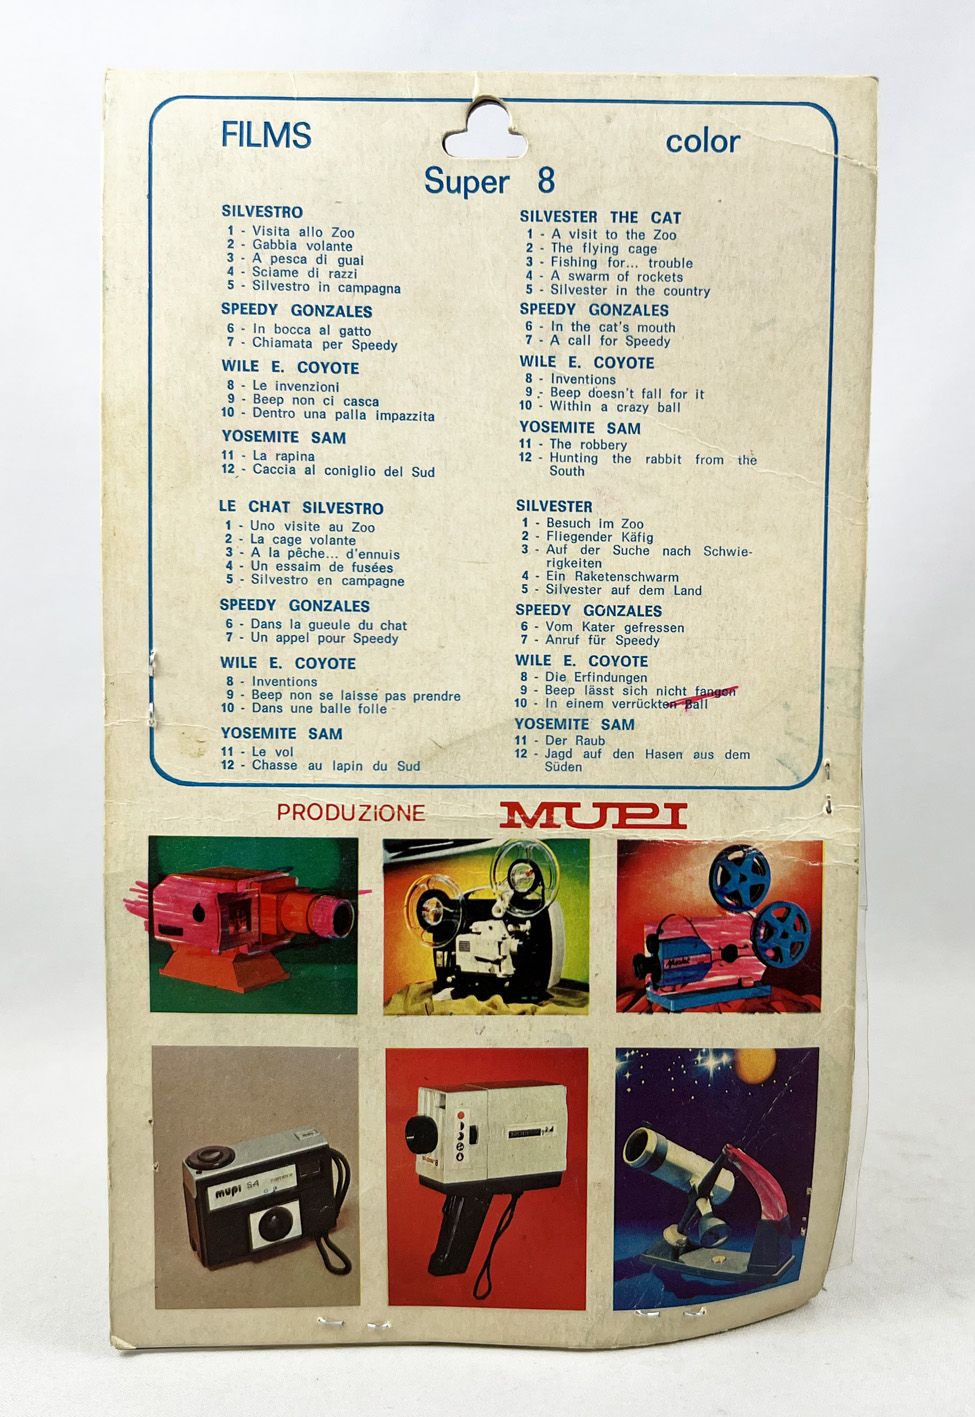 FILMS
color
Super 8
SILVESTRO
1 - Visita allo Zoo
2 - Gabbia volante
3 - A pesca di guai
4 - Sciame di razzi
5 - Silvestro in campagna
SPEEDY GONZALES
6 - In bocca al gatto
7 - Chiamata per Speedy
WILE E. COYOTE
8 - Le invenzioni
9 - Beep non ci casca
10 - Dentro una palla impazzita
YOSEMITE SAM
11 - La rapina
12 - Caccia al coniglio del Sud
SILVESTER THE CAT
1 - A visit to the Zoo
2 - The flying cage
3 - Fishing for... trouble
4 - A swarm of rockets
5 - Silvester in the country
SPEEDY GONZALES
6 - In the cat's mouth
7 - A call for Speedy
WILE E. COYOTE
8 - Inventions
9 - Beep doesn't fall for it
10 - Within a crazy ball
YOSEMITE SAM
11 - The robbery
12 - Hunting the rabbit from the
South
LE CHAT SILVESTRO
1 - Uno visite au Zoo
2 - La cage volante
3 - A la pêche... d'ennuis
4 - Un essaim de fusées
5 - Silvestro en campagne
SPEEDY GONZALES
6 - Dans la gueule du chat
7 - Un appel pour Speedy
WILE E. COYOTE
8 - Inventions
9 - Beep non se laisse pas prendre
10 - Dans une balle folle
YOSEMITE SAM
11 - Le vol
12 - Chasse au lapin du Sud
SILVESTER
1 - Besuch im Zoo
2 - Fliegender Käfig
3 - Auf der Suche nach Schwie-
rigkeiten
4 - Ein Raketenschwarm
5 - Silvester auf dem Land
SPEEDY GONZALES
6 - Vom Kater gefressen
7 - Anruf für Speedy
WILE E. COYOTE
8 - Die Erfindungen
9 - Beep lässt sich nicht fangen
10 - In einem verrückten Ball
YOSEMITE SAM
11 - Der Raub
12 - Jagd auf den Hasen aus dem
Süden
PRODUZIONE MUPI
mupi S4